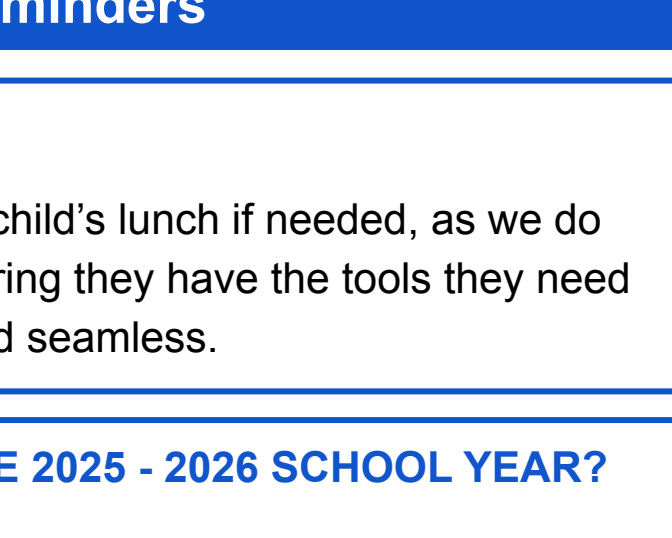 minders
child’s lunch if needed, as we do
ring they have the tools they need
d seamless.
E 2025 - 2026 SCHOOL YEAR?